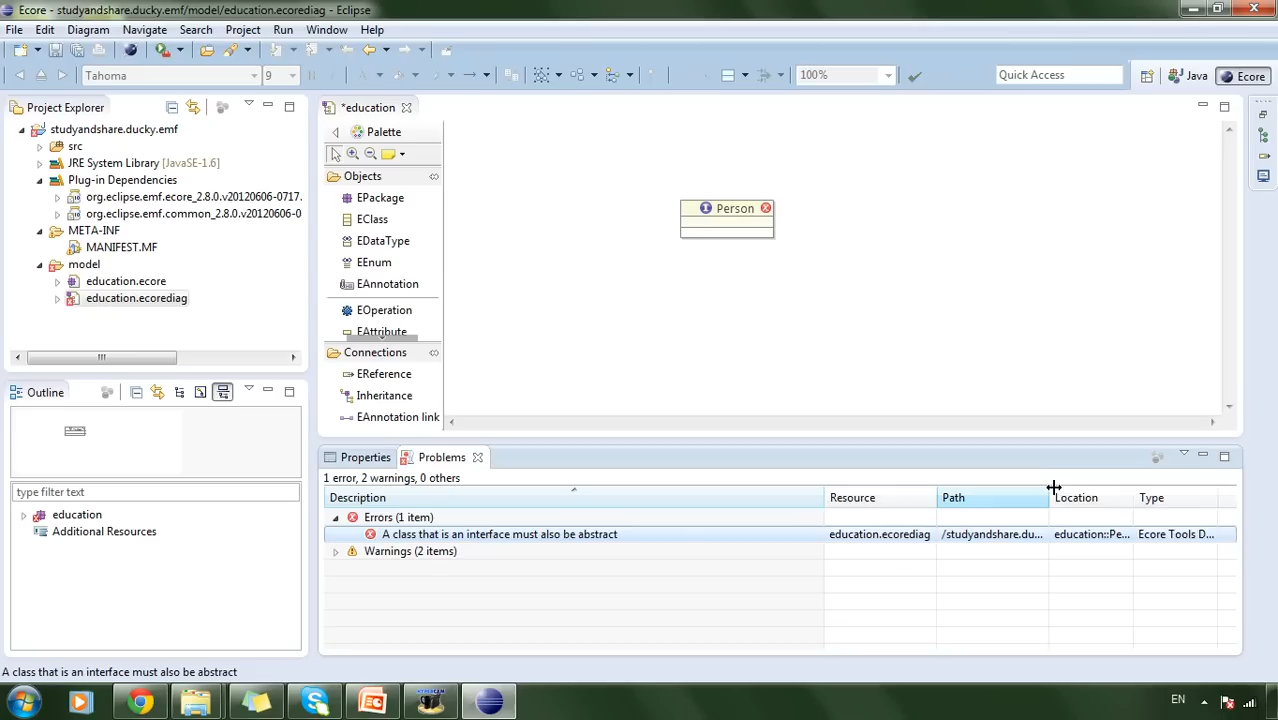 Ecore - studyandshare.ducky.emf/model/education.ecorediag - Eclipse
File Edit Diagram Navigate Search Project Run Window Help
Tahoma 9 100% Quick Access Java Ecore
Project Explorer
studyandshare.ducky.emf
src
JRE System Library [JavaSE-1.6]
Plug-in Dependencies
org.eclipse.emf.ecore_2.8.0.v20120606-0717.
org.eclipse.emf.common_2.8.0.v20120606-0
META-INF
MANIFEST.MF
model
education.ecore
education.ecorediag
Outline
type filter text
education
Additional Resources
*education
Palette
Objects
EPackage
EClass
EDataType
EEnum
EAnnotation
EOperation
EAttribute
Connections
EReference
Inheritance
EAnnotation link
Person
Properties Problems
1 error, 2 warnings, 0 others
Description Resource Path Location Type
Errors (1 item)
A class that is an interface must also be abstract education.ecorediag /studyandshare.du... education::Pe... Ecore Tools D...
Warnings (2 items)
A class that is an interface must also be abstract
HYPERCAM
EN